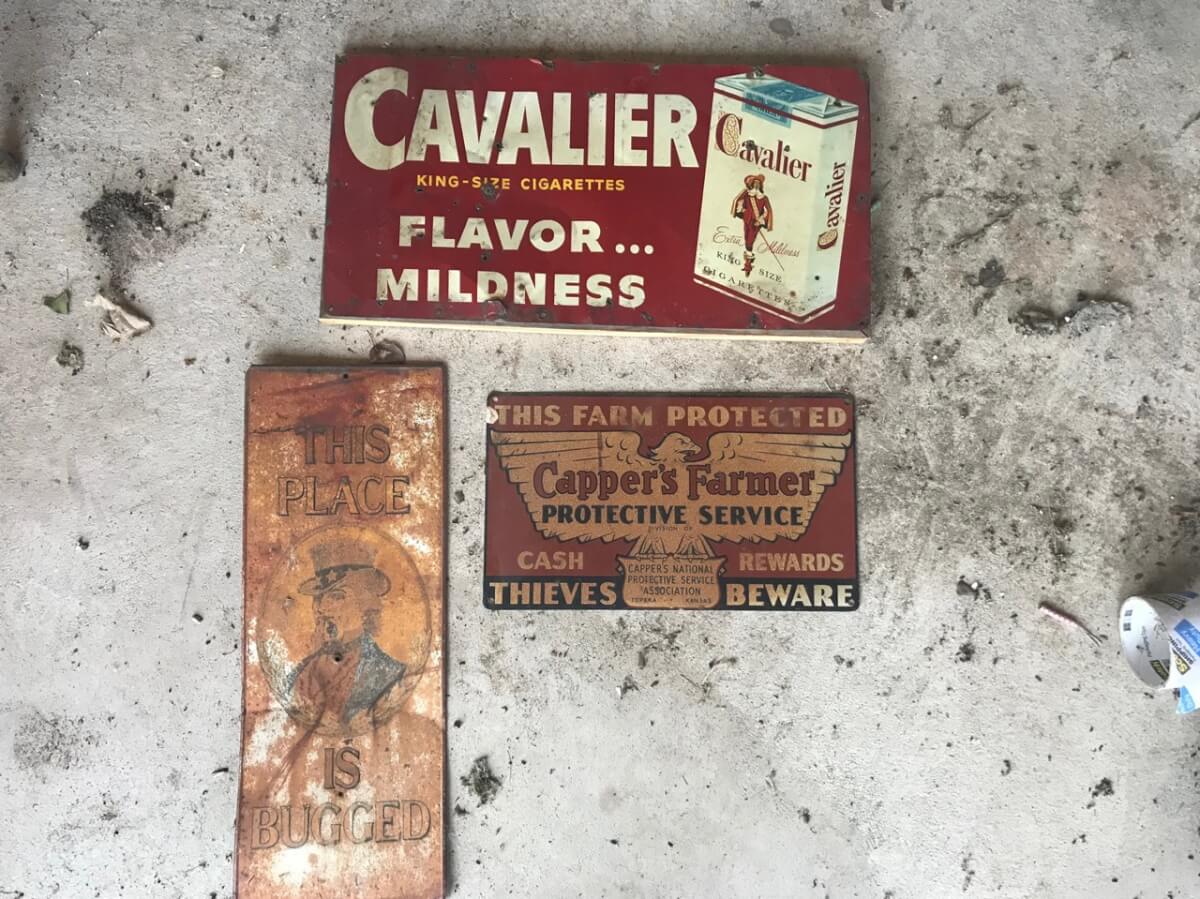 CAVALIER
KING-SIZE CIGARETTES
FLAVOR...
MILDNESS
Cavalier
Extra Mildness
KING SIZE
CIGARETTES
Cavalier
THIS
PLACE
IS
BUGGED
THIS FARM PROTECTED
Capper's Farmer
PROTECTIVE SERVICE
DIVISION OF
CASH REWARDS
CAPPER'S NATIONAL
PROTECTIVE SERVICE
ASSOCIATION
TOPEKA KANSAS
THIEVES BEWARE